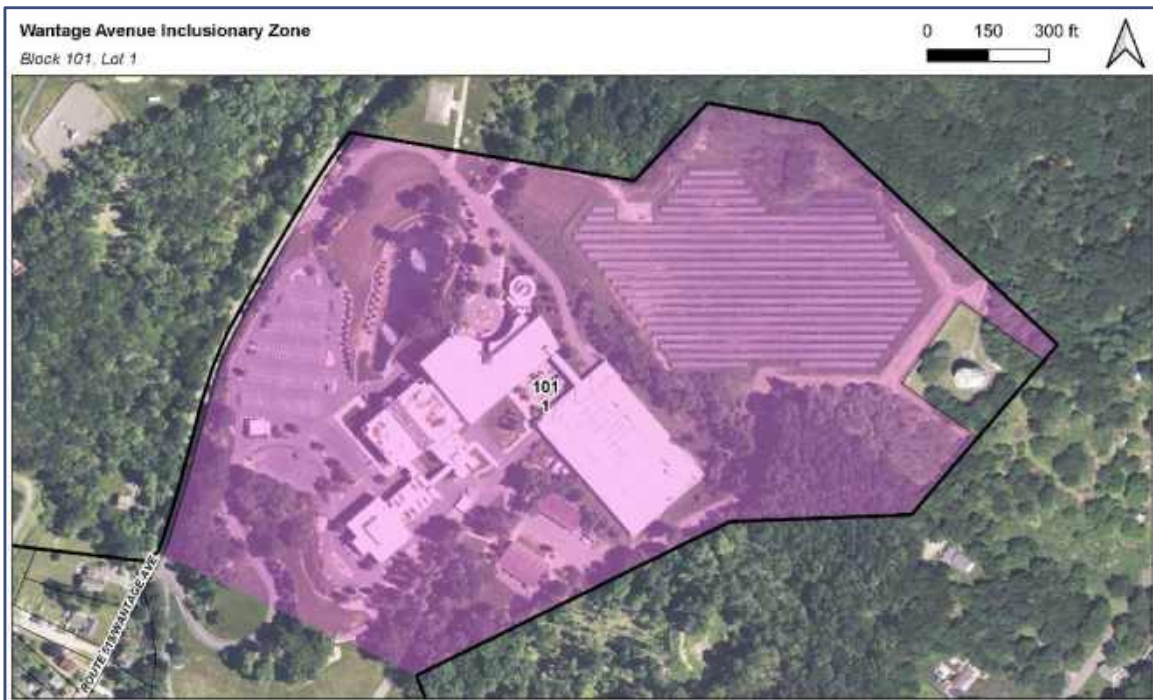 Wantage Avenue Inclusionary Zone
Block 101, Lot 1
0 150 300 ft
101
1
ROUTE 519/WANTAGE AVE